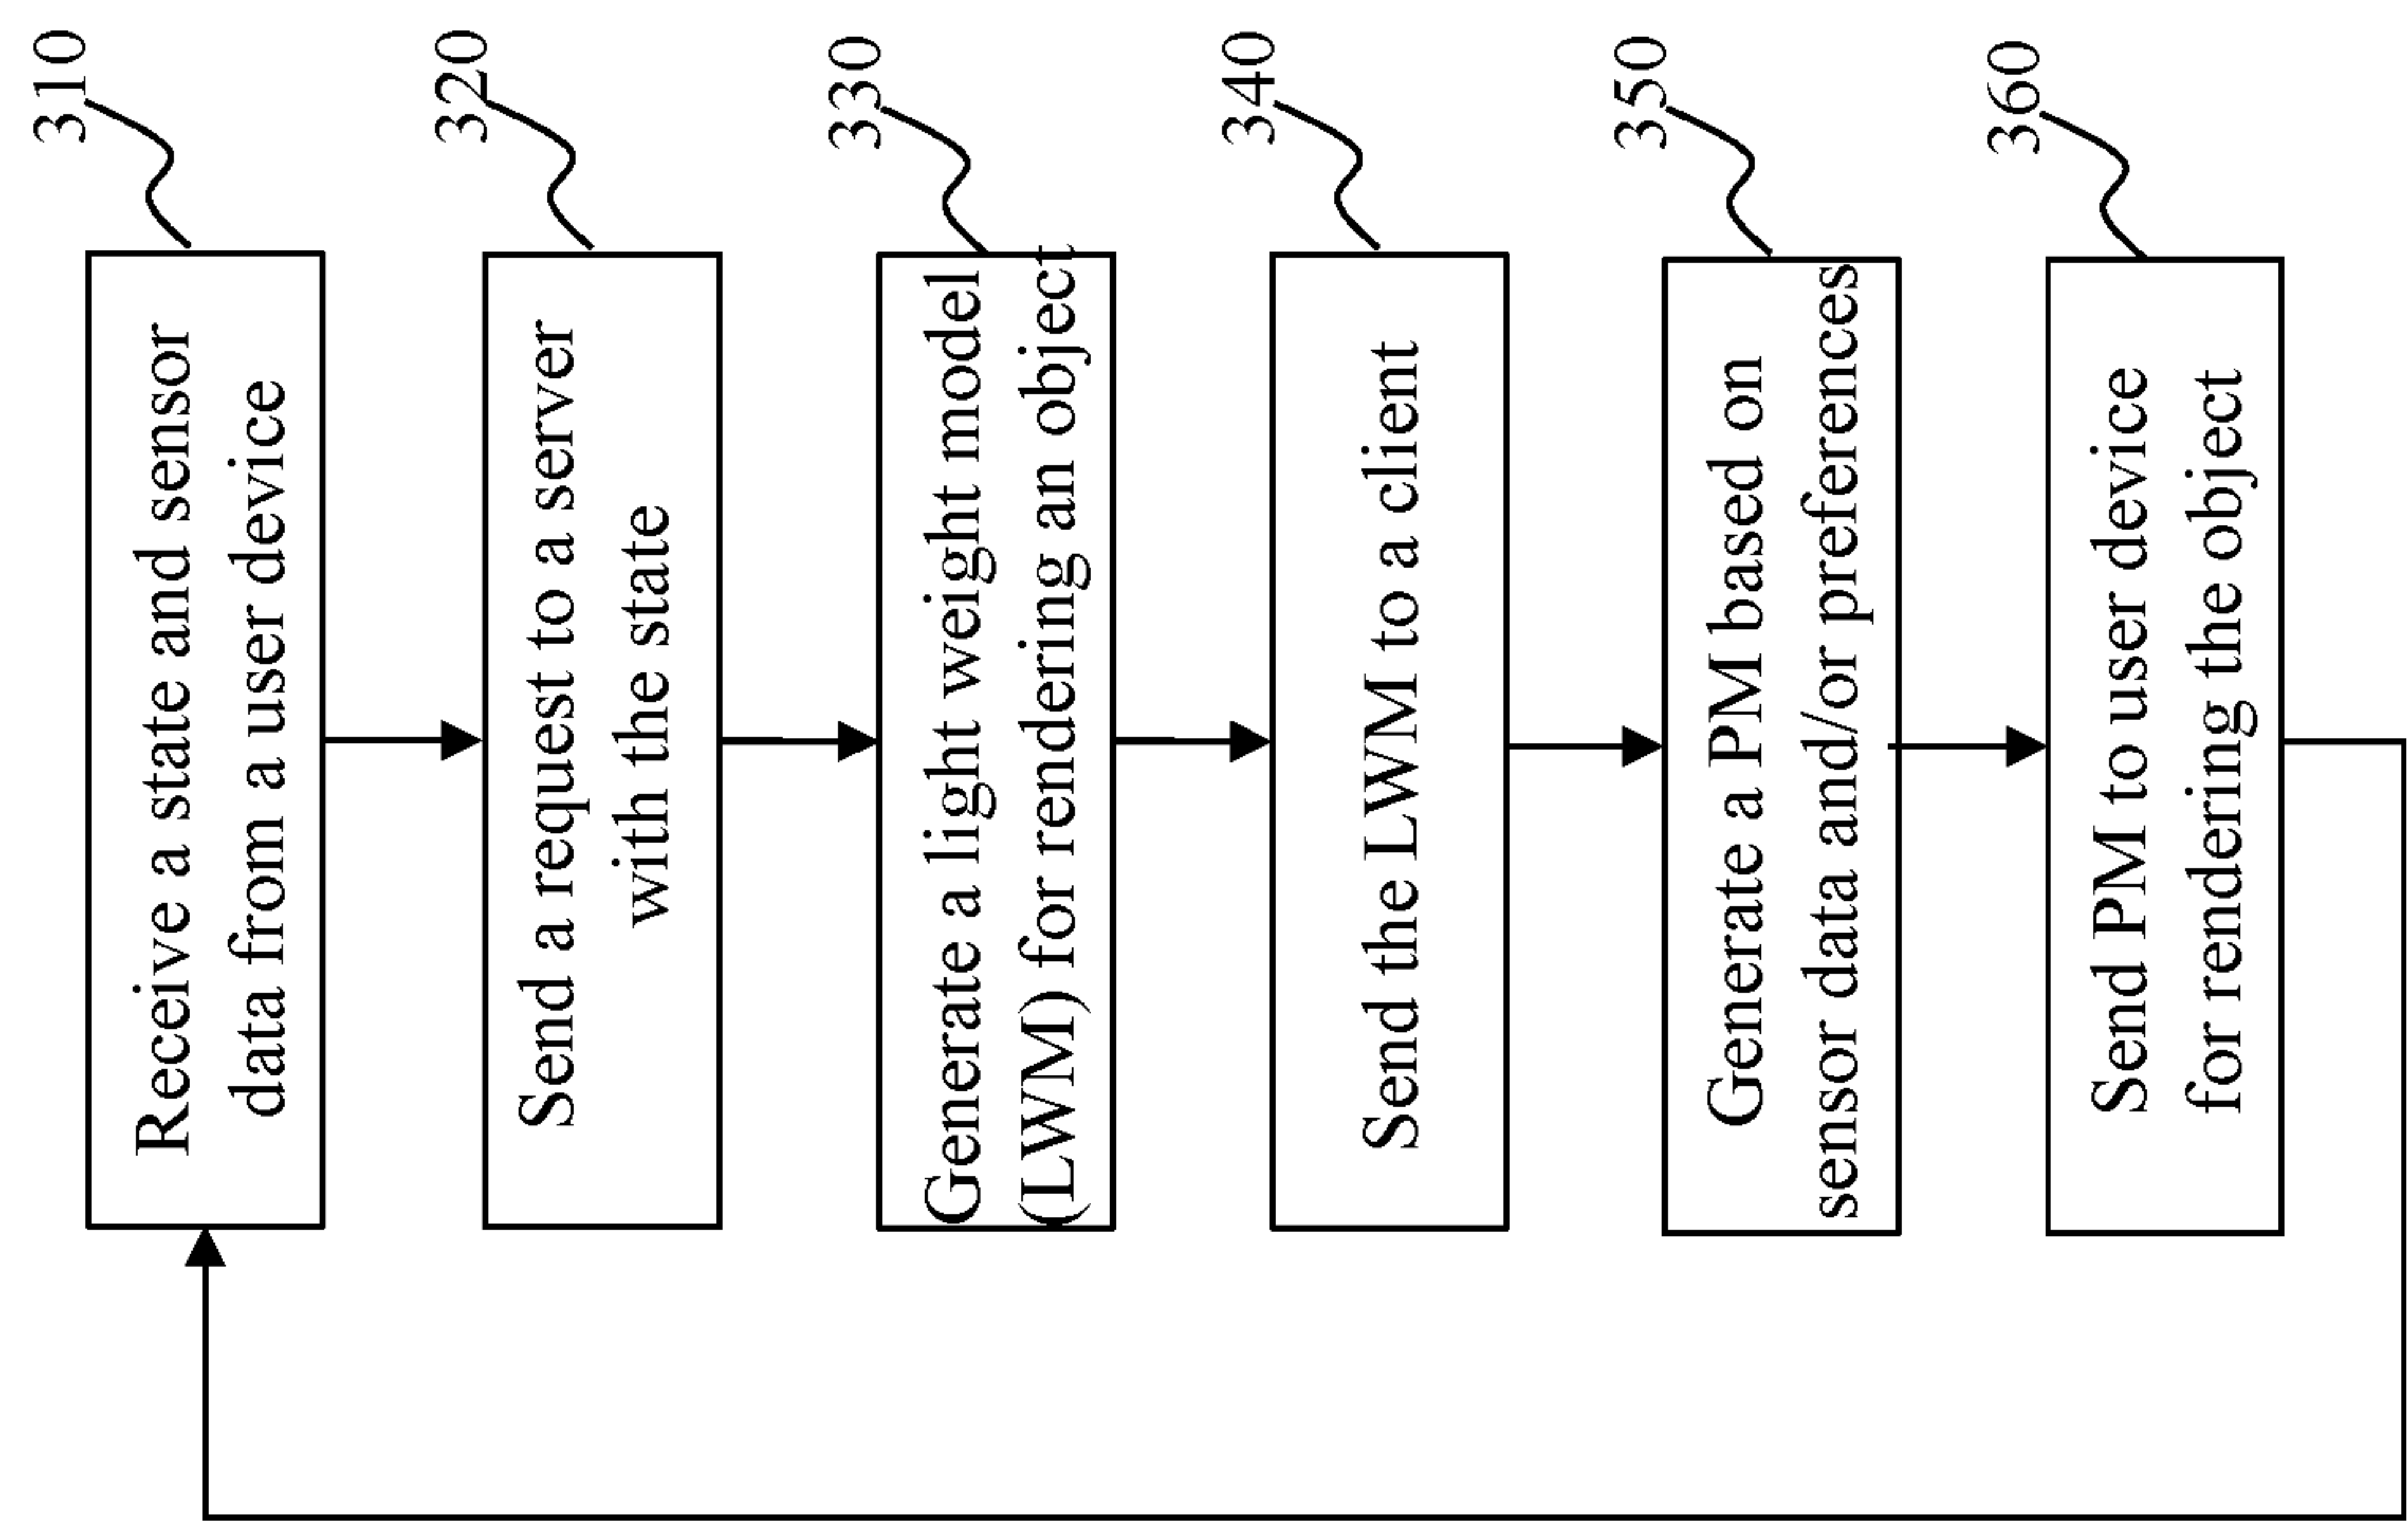 310
Receive a state and sensor
data from a user device
320
Send a request to a server
with the state
330
Generate a light weight model
(LWM) for rendering an object
340
Send the LWM to a client
350
Generate a PM based on
sensor data and/or preferences
360
Send PM to user device
for rendering the object